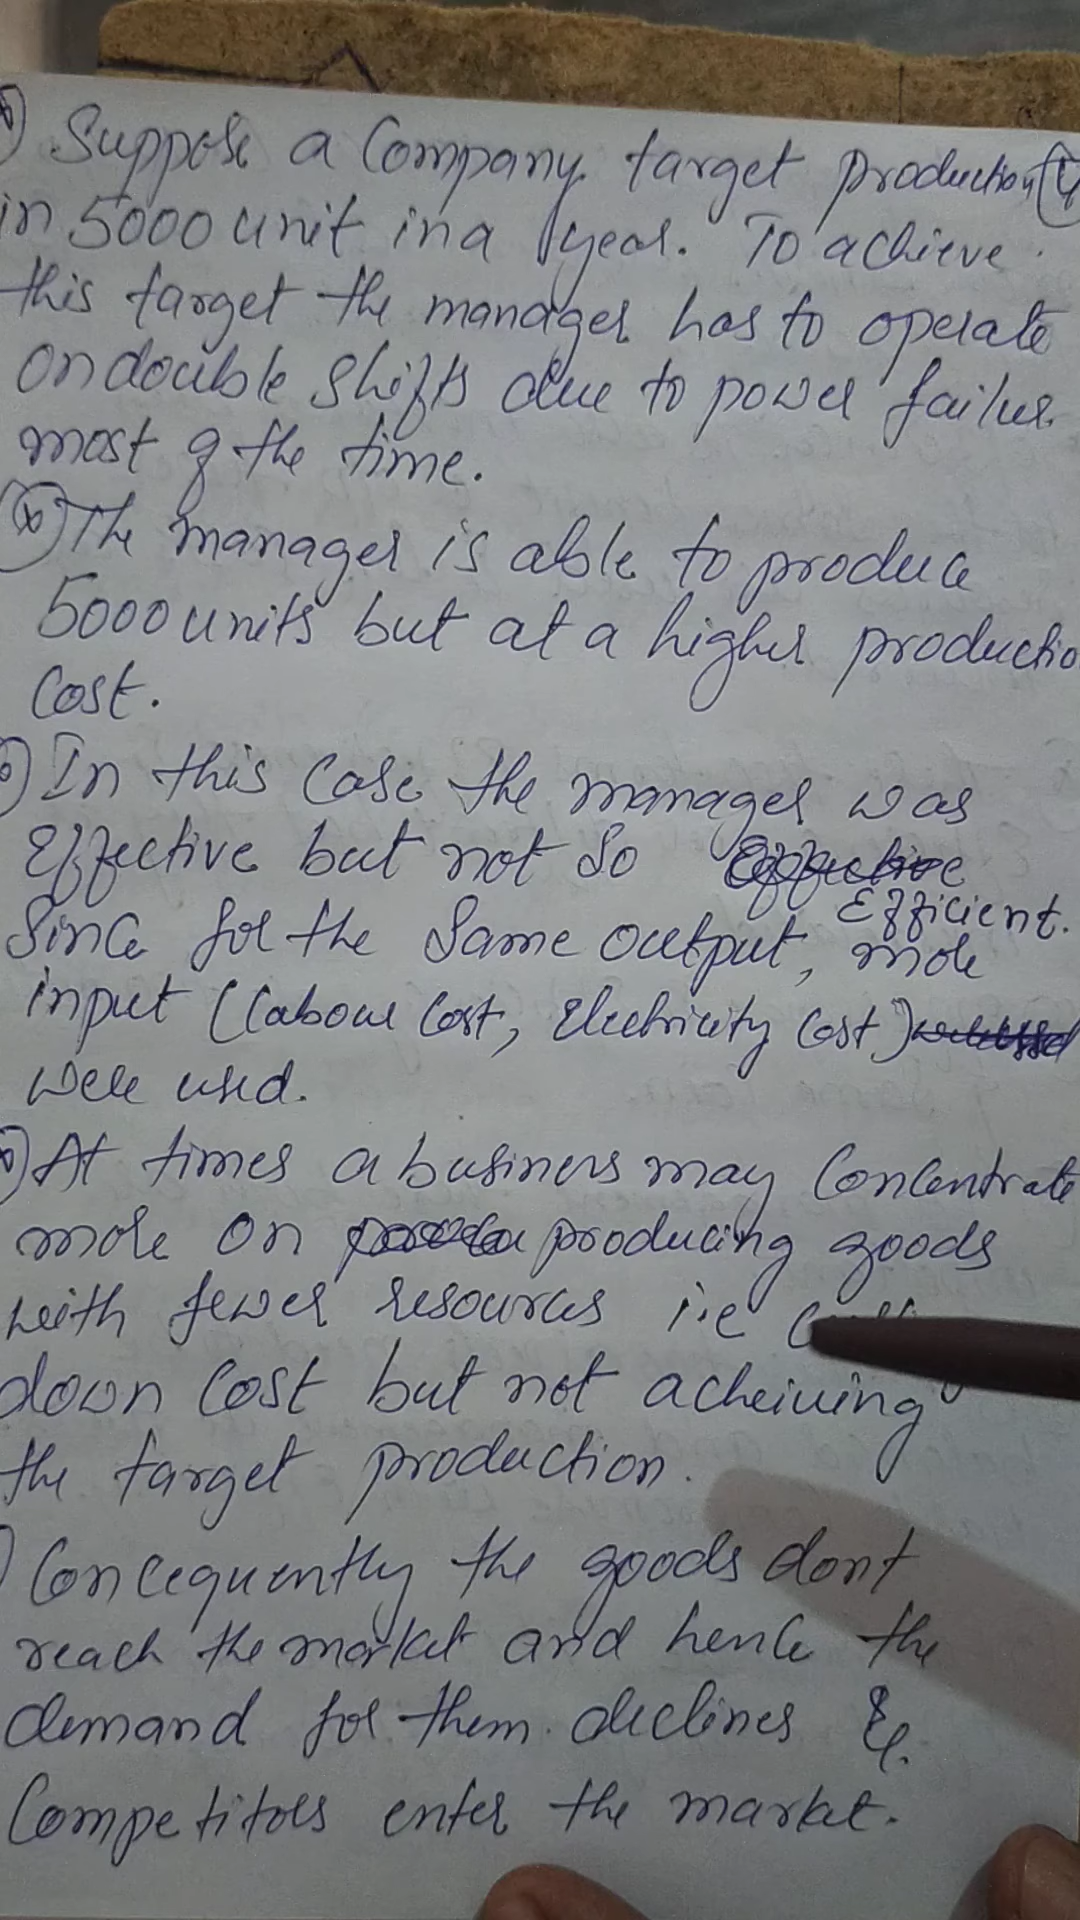 Suppose a Company target production (4
in 5000 unit in a year. To achieve
this target the manager has to operate
on double shifts due to power failure
most of the time.
The manager is able to produce
5000 units but at a higher productio
Cost.
In this case the manager was
Effective but not so
Efficient.
Since for the same output, more
input (labour cost, Electricity cost)
were used.
At times a business may Concentrate
more on producing goods
with fewer resources i.e
down cost but not acheiving
the target production.
Concequently the goods dont
reach the market and hence the
demand for them declines &
Competitors enter the market.